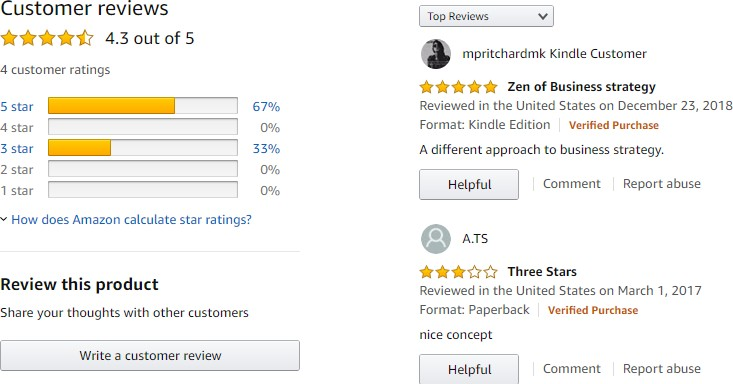 Customer reviews
4.3 out of 5
4 customer ratings
5 star 67%
4 star 0%
3 star 33%
2 star 0%
1 star 0%
How does Amazon calculate star ratings?
Review this product
Share your thoughts with other customers
Write a customer review
Top Reviews
mpritchardmk Kindle Customer
Zen of Business strategy
Reviewed in the United States on December 23, 2018
Format: Kindle Edition Verified Purchase
A different approach to business strategy.
Helpful Comment Report abuse
A.TS
Three Stars
Reviewed in the United States on March 1, 2017
Format: Paperback Verified Purchase
nice concept
Helpful Comment Report abuse